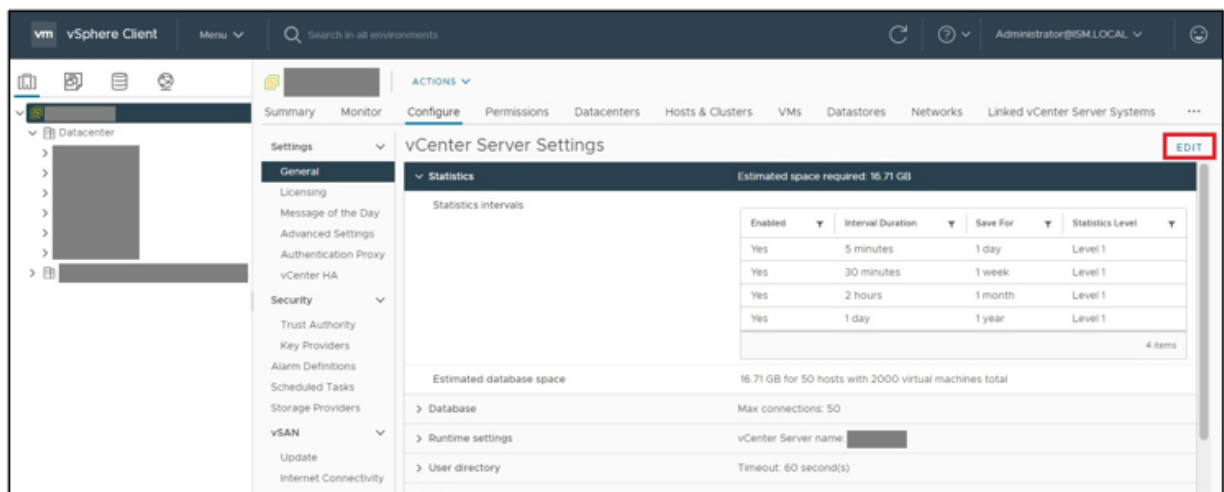 vm vSphere Client Menu Search in all environments Administrator@ISM.LOCAL
ACTIONS
Summary Monitor Configure Permissions Datacenters Hosts & Clusters VMs Datastores Networks Linked vCenter Server Systems ...
Datacenter
Settings
General
Licensing
Message of the Day
Advanced Settings
Authentication Proxy
vCenter HA
Security
Trust Authority
Key Providers
Alarm Definitions
Scheduled Tasks
Storage Providers
vSAN
Update
Internet Connectivity
vCenter Server Settings EDIT
Statistics Estimated space required: 16.71 GB
Statistics intervals
Enabled Interval Duration Save For Statistics Level
Yes 5 minutes 1 day Level 1
Yes 30 minutes 1 week Level 1
Yes 2 hours 1 month Level 1
Yes 1 day 1 year Level 1
4 items
Estimated database space 16.71 GB for 50 hosts with 2000 virtual machines total
Database Max connections: 50
Runtime settings vCenter Server name:
User directory Timeout: 60 second(s)